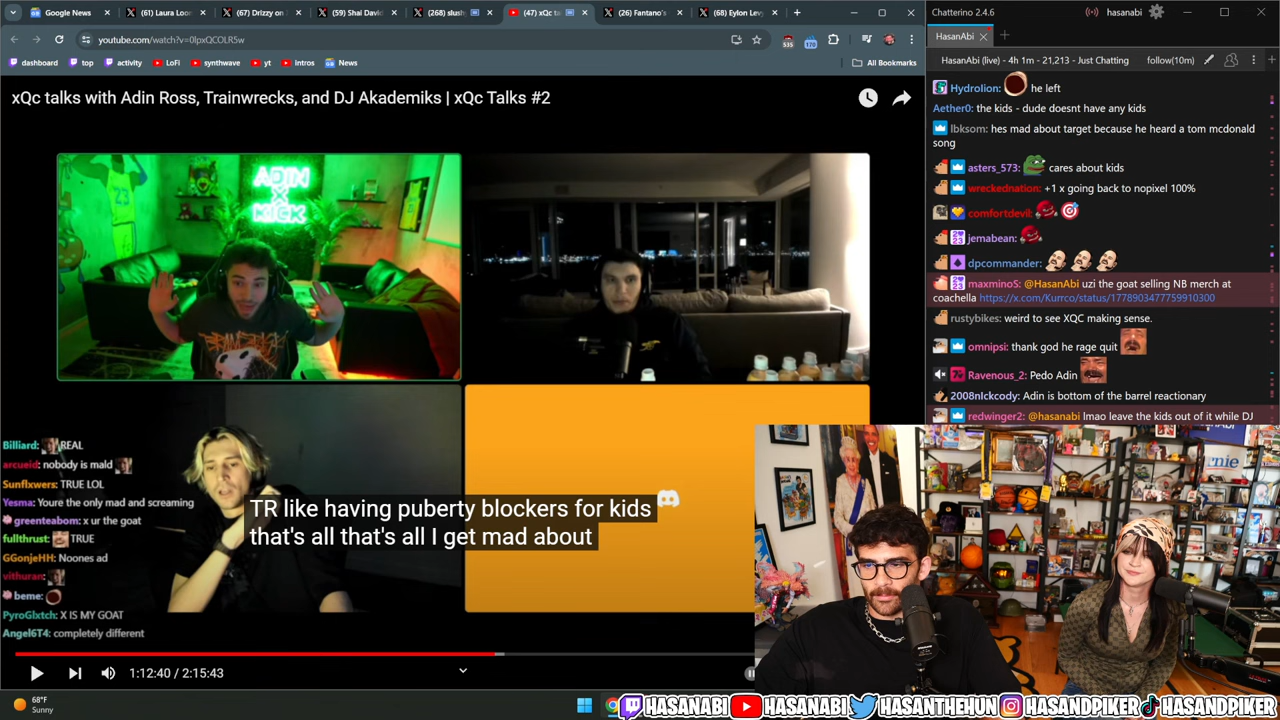 Google News
(61) Laura Loon
(67) Drizzy on
(59) Shai David
(268) slush
(47) xQc ta
(26) Fantano's
(68) Eylon Lev
Chatterino 2.4.6
hasanabi
youtube.com/watch?v=0lpxQCOLR5w
535
170
HasanAbi
dashboard
top
activity
LoFi
synthwave
yt
intros
News
All Bookmarks
HasanAbi (live) - 4h 1m - 21,213 - Just Chatting
follow(10m)
xQc talks with Adin Ross, Trainwrecks, and DJ Akademiks | xQc Talks #2
Hydrolion: he left
Aether0: the kids - dude doesnt have any kids
lbksom: hes mad about target because he heard a tom mcdonald
song
asters_573: cares about kids
wreckednation: +1 x going back to nopixel 100%
comfortdevil:
jemabean:
dpcommander:
maxminoS: @HasanAbi uzi the goat selling NB merch at
coachella https://x.com/Kurrco/status/1778903477759910300
rustybikes: weird to see XQC making sense.
omnipsi: thank god he rage quit
Ravenous_2: Pedo Adin
2008nIckcody: Adin is bottom of the barrel reactionary
redwinger2: @hasanabi lmao leave the kids out of it while DJ
ADIN
X
KICK
23
Billiard: REAL
arcueid: nobody is mald
Sunflxwers: TRUE LOL
Yesma: Youre the only mad and screaming
greenteabom: x ur the goat
fullthrust: TRUE
GGonjeHH: Noones ad
vithuran:
beme:
PyroGlxtch: X IS MY GOAT
Angel6T4: completely different
TR like having puberty blockers for kids
that's all that's all I get mad about
ernie
1:12:40 / 2:15:43
68°F
Sunny
HASANABI
HASANABI
HASANTHEHUN
HASANDPIKER
HASANDPIKER